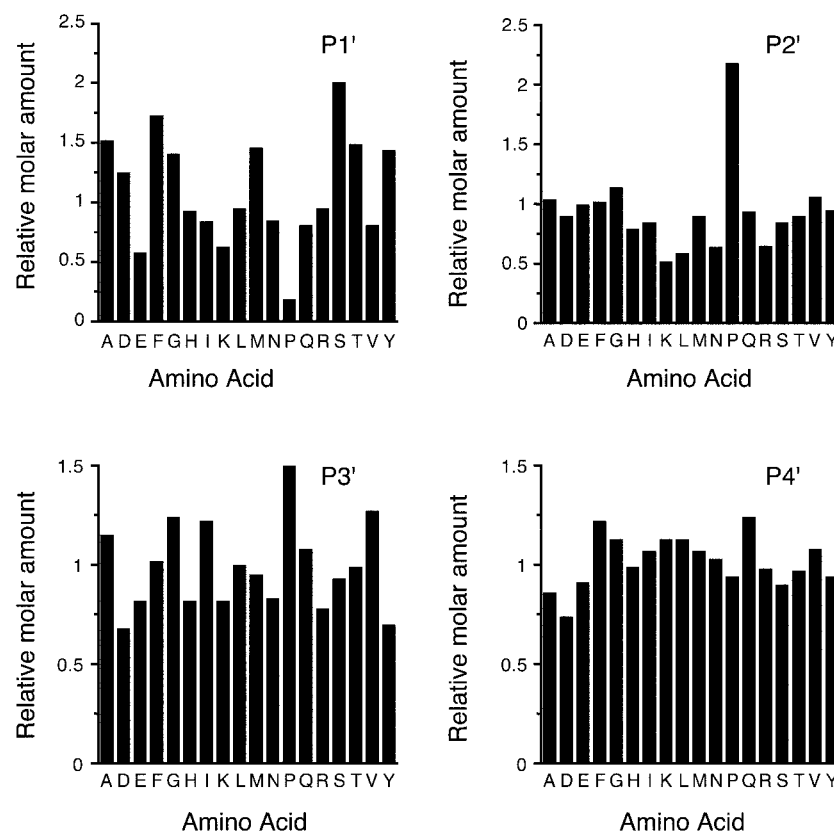 P1'
Relative molar amount
2.5
2
1.5
1
0.5
0
A D E F G H I K L M N P Q R S T V Y
Amino Acid
P2'
Relative molar amount
2.5
2
1.5
1
0.5
0
A D E F G H I K L M N P Q R S T V Y
Amino Acid
P3'
Relative molar amount
1.5
1
0.5
0
A D E F G H I K L M N P Q R S T V Y
Amino Acid
P4'
Relative molar amount
1.5
1
0.5
0
A D E F G H I K L M N P Q R S T V Y
Amino Acid